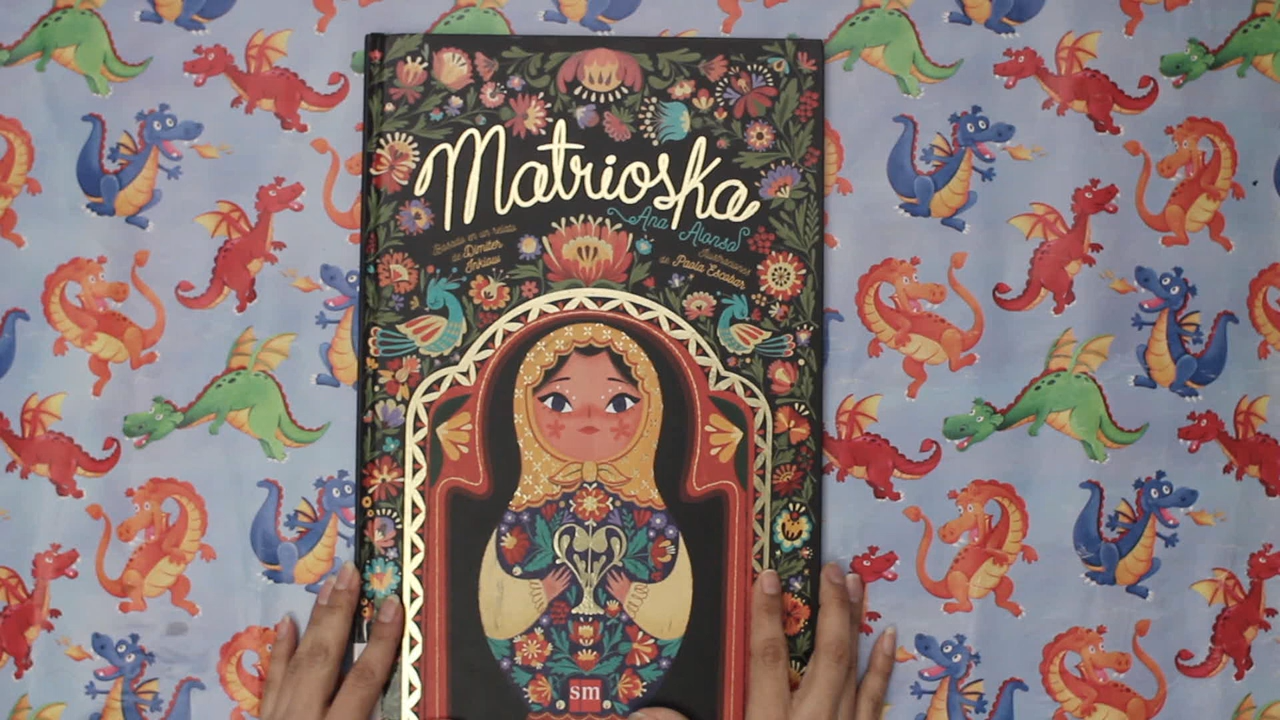 Matrioska
Ana Alonso
Basado en un relato
de Dimiter
Inkiow
Ilustraciones
de Paola Escobar
sm